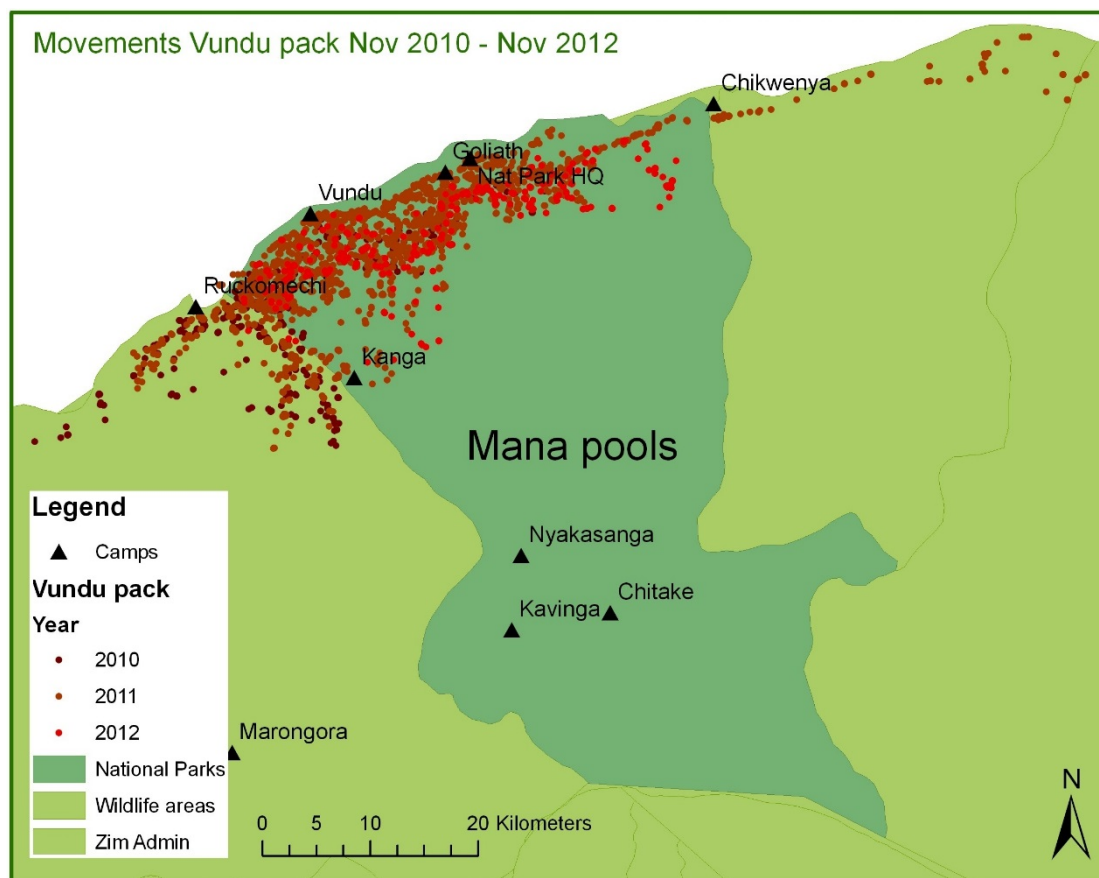 Movements Vundu pack Nov 2010 - Nov 2012
Chikwenya
Goliath
Nat Park HQ
Vundu
Ruckomechi
Kanga
Mana pools
Nyakasanga
Chitake
Kavinga
Marongora
Legend
Camps
Vundu pack
Year
2010
2011
2012
National Parks
Wildlife areas
Zim Admin
0 5 10 20 Kilometers
N